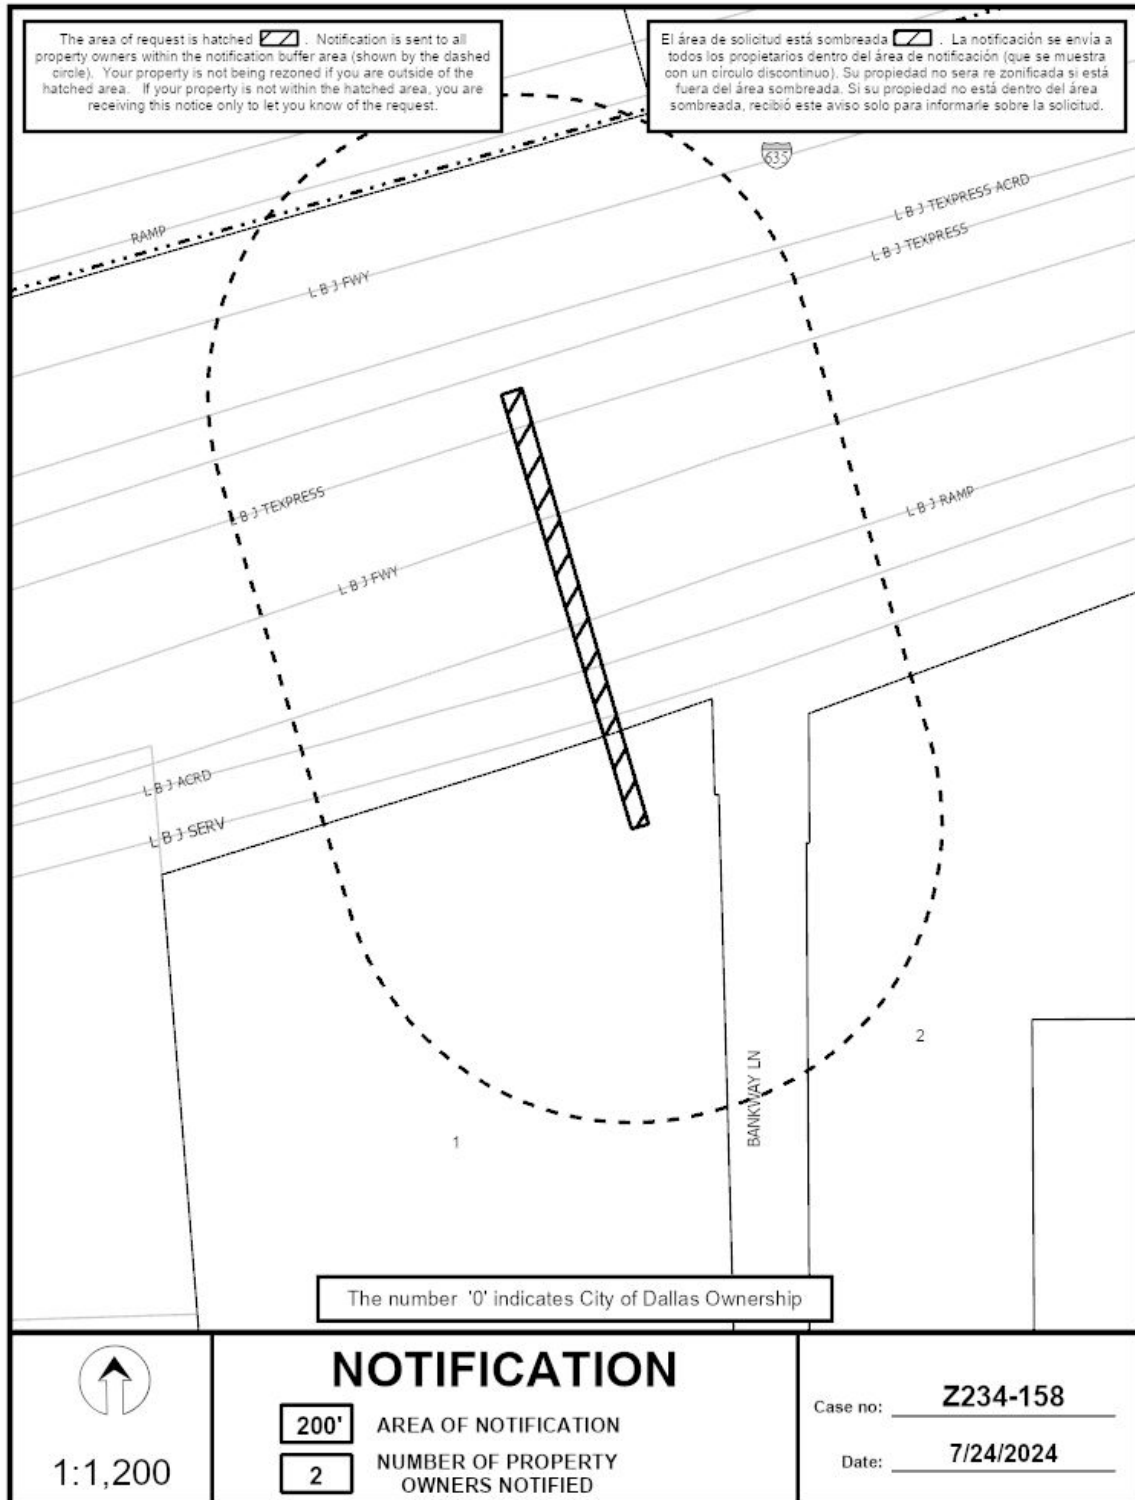 The area of request is hatched . Notification is sent to all
property owners within the notification buffer area (shown by the dashed
circle). Your property is not being rezoned if you are outside of the
hatched area. If your property is not within the hatched area, you are
receiving this notice only to let you know of the request.
El área de solicitud está sombreada . La notificación se envía a
todos los propietarios dentro del área de notificación (que se muestra
con un círculo discontinuo). Su propiedad no sera re zonificada si está
fuera del área sombreada. Si su propiedad no está dentro del área
sombreada, recibió este aviso solo para informarle sobre la solicitud.
635
L B J TEXPRESS ACRD
RAMP
L B J TEXPRESS
L B J FWY
L B J TEXPRESS
L B J RAMP
L B J FWY
L B J ACRD
L B J SERV
2
BANKWAY LN
1
The number '0' indicates City of Dallas Ownership
1:1,200
NOTIFICATION
200' AREA OF NOTIFICATION
2 NUMBER OF PROPERTY
OWNERS NOTIFIED
Case no: Z234-158
Date: 7/24/2024